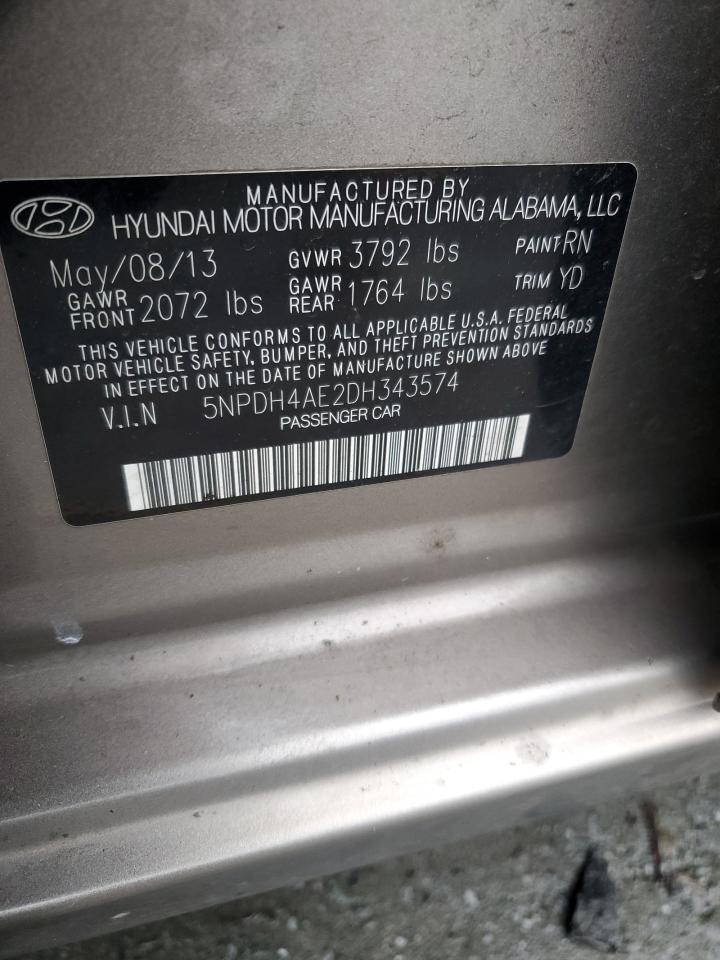 MANUFACTURED BY
HYUNDAI MOTOR MANUFACTURING ALABAMA, LLC
May/08/13 GVWR 3792 lbs PAINT RN
GAWR FRONT 2072 lbs GAWR REAR 1764 lbs TRIM YD
THIS VEHICLE CONFORMS TO ALL APPLICABLE U.S.A. FEDERAL
MOTOR VEHICLE SAFETY, BUMPER, AND THEFT PREVENTION STANDARDS
IN EFFECT ON THE DATE OF MANUFACTURE SHOWN ABOVE
V.I.N 5NPDH4AE2DH343574
PASSENGER CAR